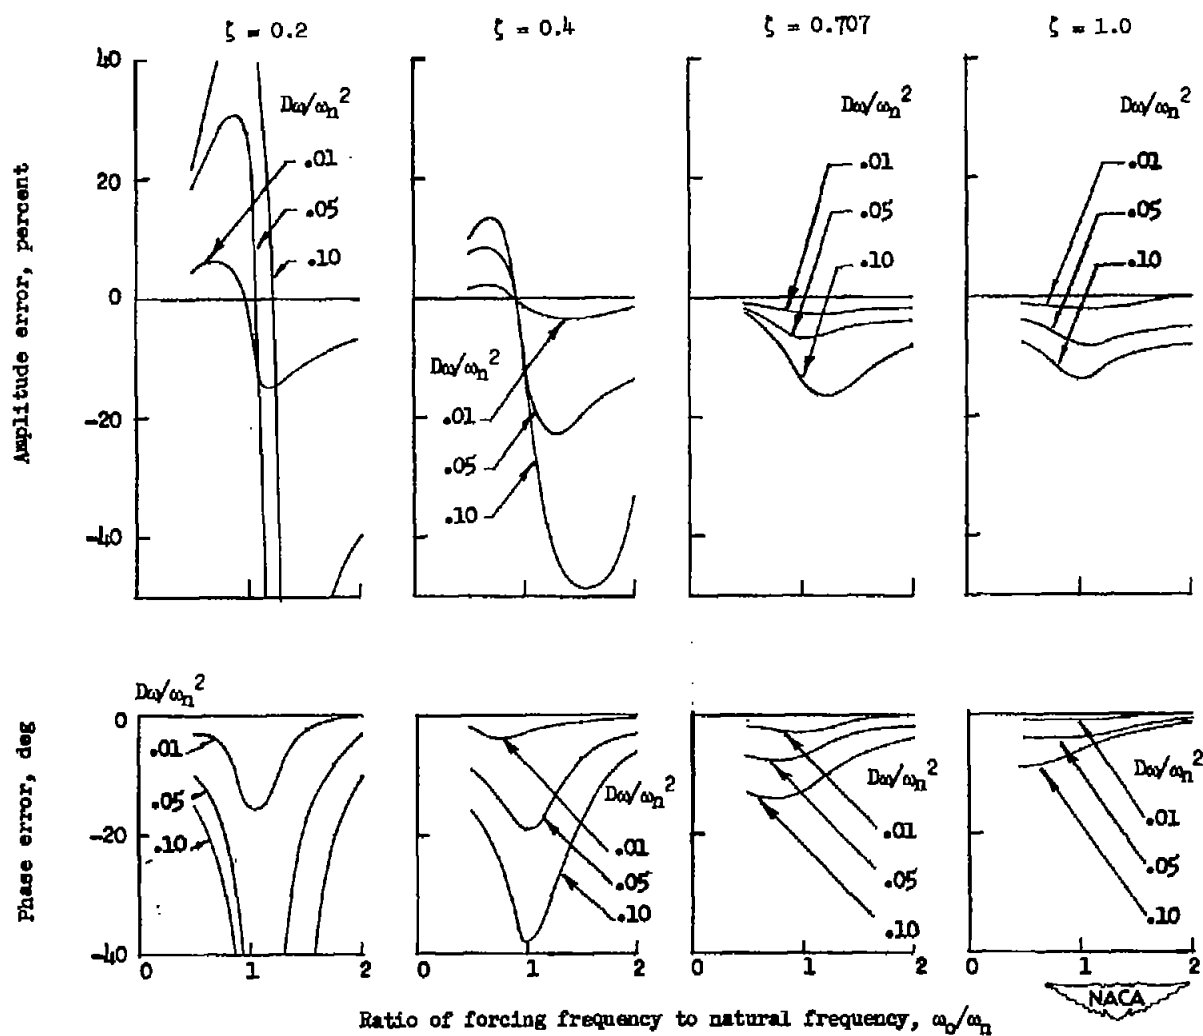 ζ = 0.2
ζ = 0.4
ζ = 0.707
ζ = 1.0
Amplitude error, percent
40
20
0
-20
-40
Dω/ωn²
.01
.05
.10
Dω/ωn²
.01
.05
.10
Dω/ωn²
.01
.05
.10
Dω/ωn²
.01
.05
.10
Phase error, deg
0
-20
-40
Dω/ωn²
.01
.05
.10
Dω/ωn²
.01
.05
.10
Dω/ωn²
.01
.05
.10
Dω/ωn²
.01
.05
.10
0 1 2
0 1 2
0 1 2
0 1 2
Ratio of forcing frequency to natural frequency, ωo/ωn
NACA